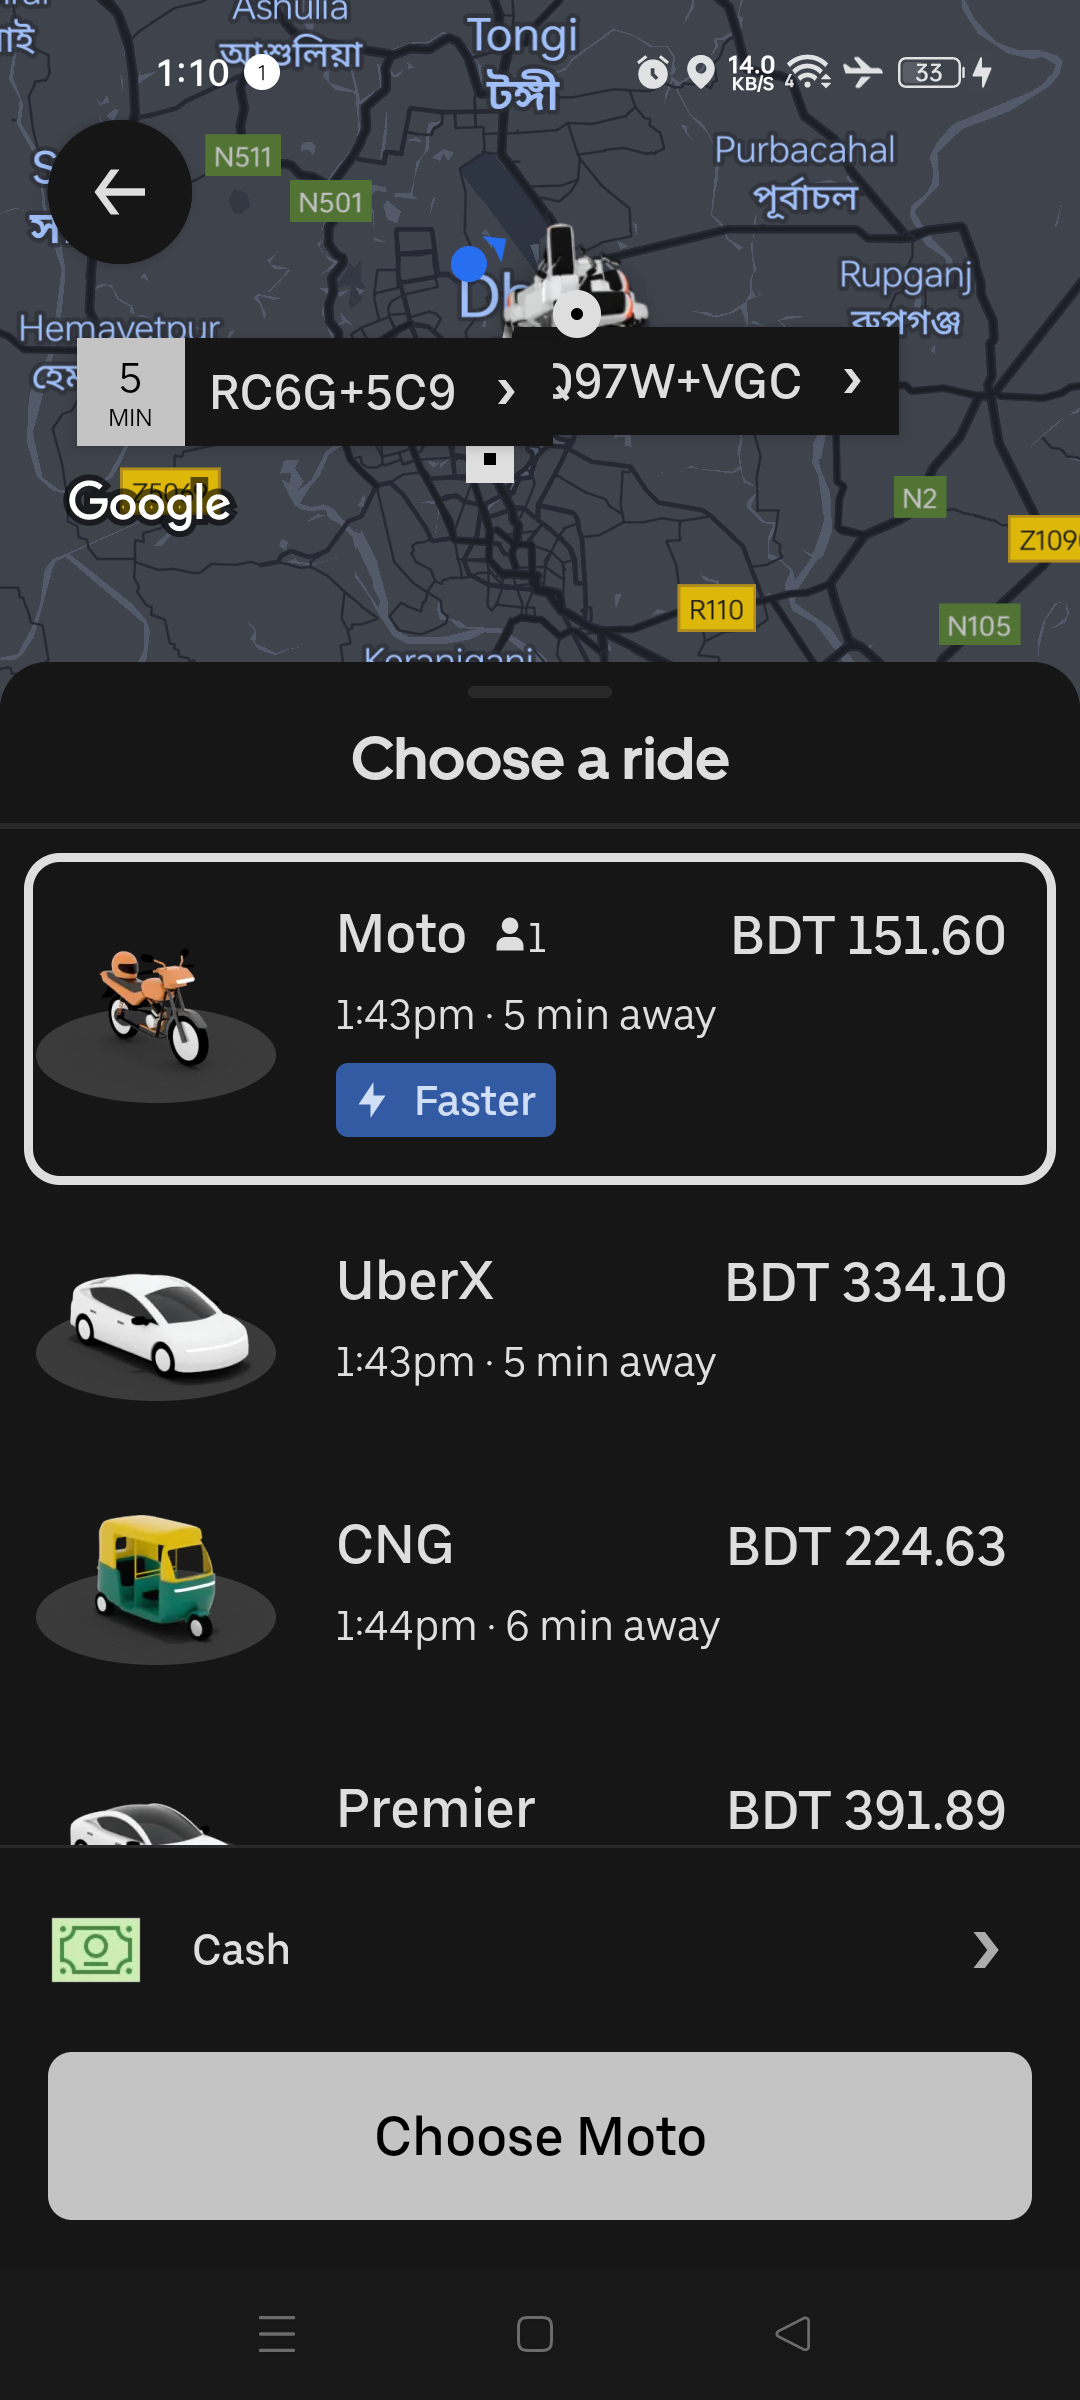 Ashulia
আশুলিয়া
Tongi
টঙ্গী
1:10
1
14.0
KB/S
4
33
N511
N501
Purbacahal
পূর্বাচল
Rupganj
রুপগঞ্জ
Hemayetpur
5
MIN
RC6G+5C9
Q97W+VGC
Google
N2
R110
N105
Choose a ride
Moto 1
BDT 151.60
1:43pm · 5 min away
Faster
UberX
BDT 334.10
1:43pm · 5 min away
CNG
BDT 224.63
1:44pm · 6 min away
Premier
BDT 391.89
Cash
Choose Moto